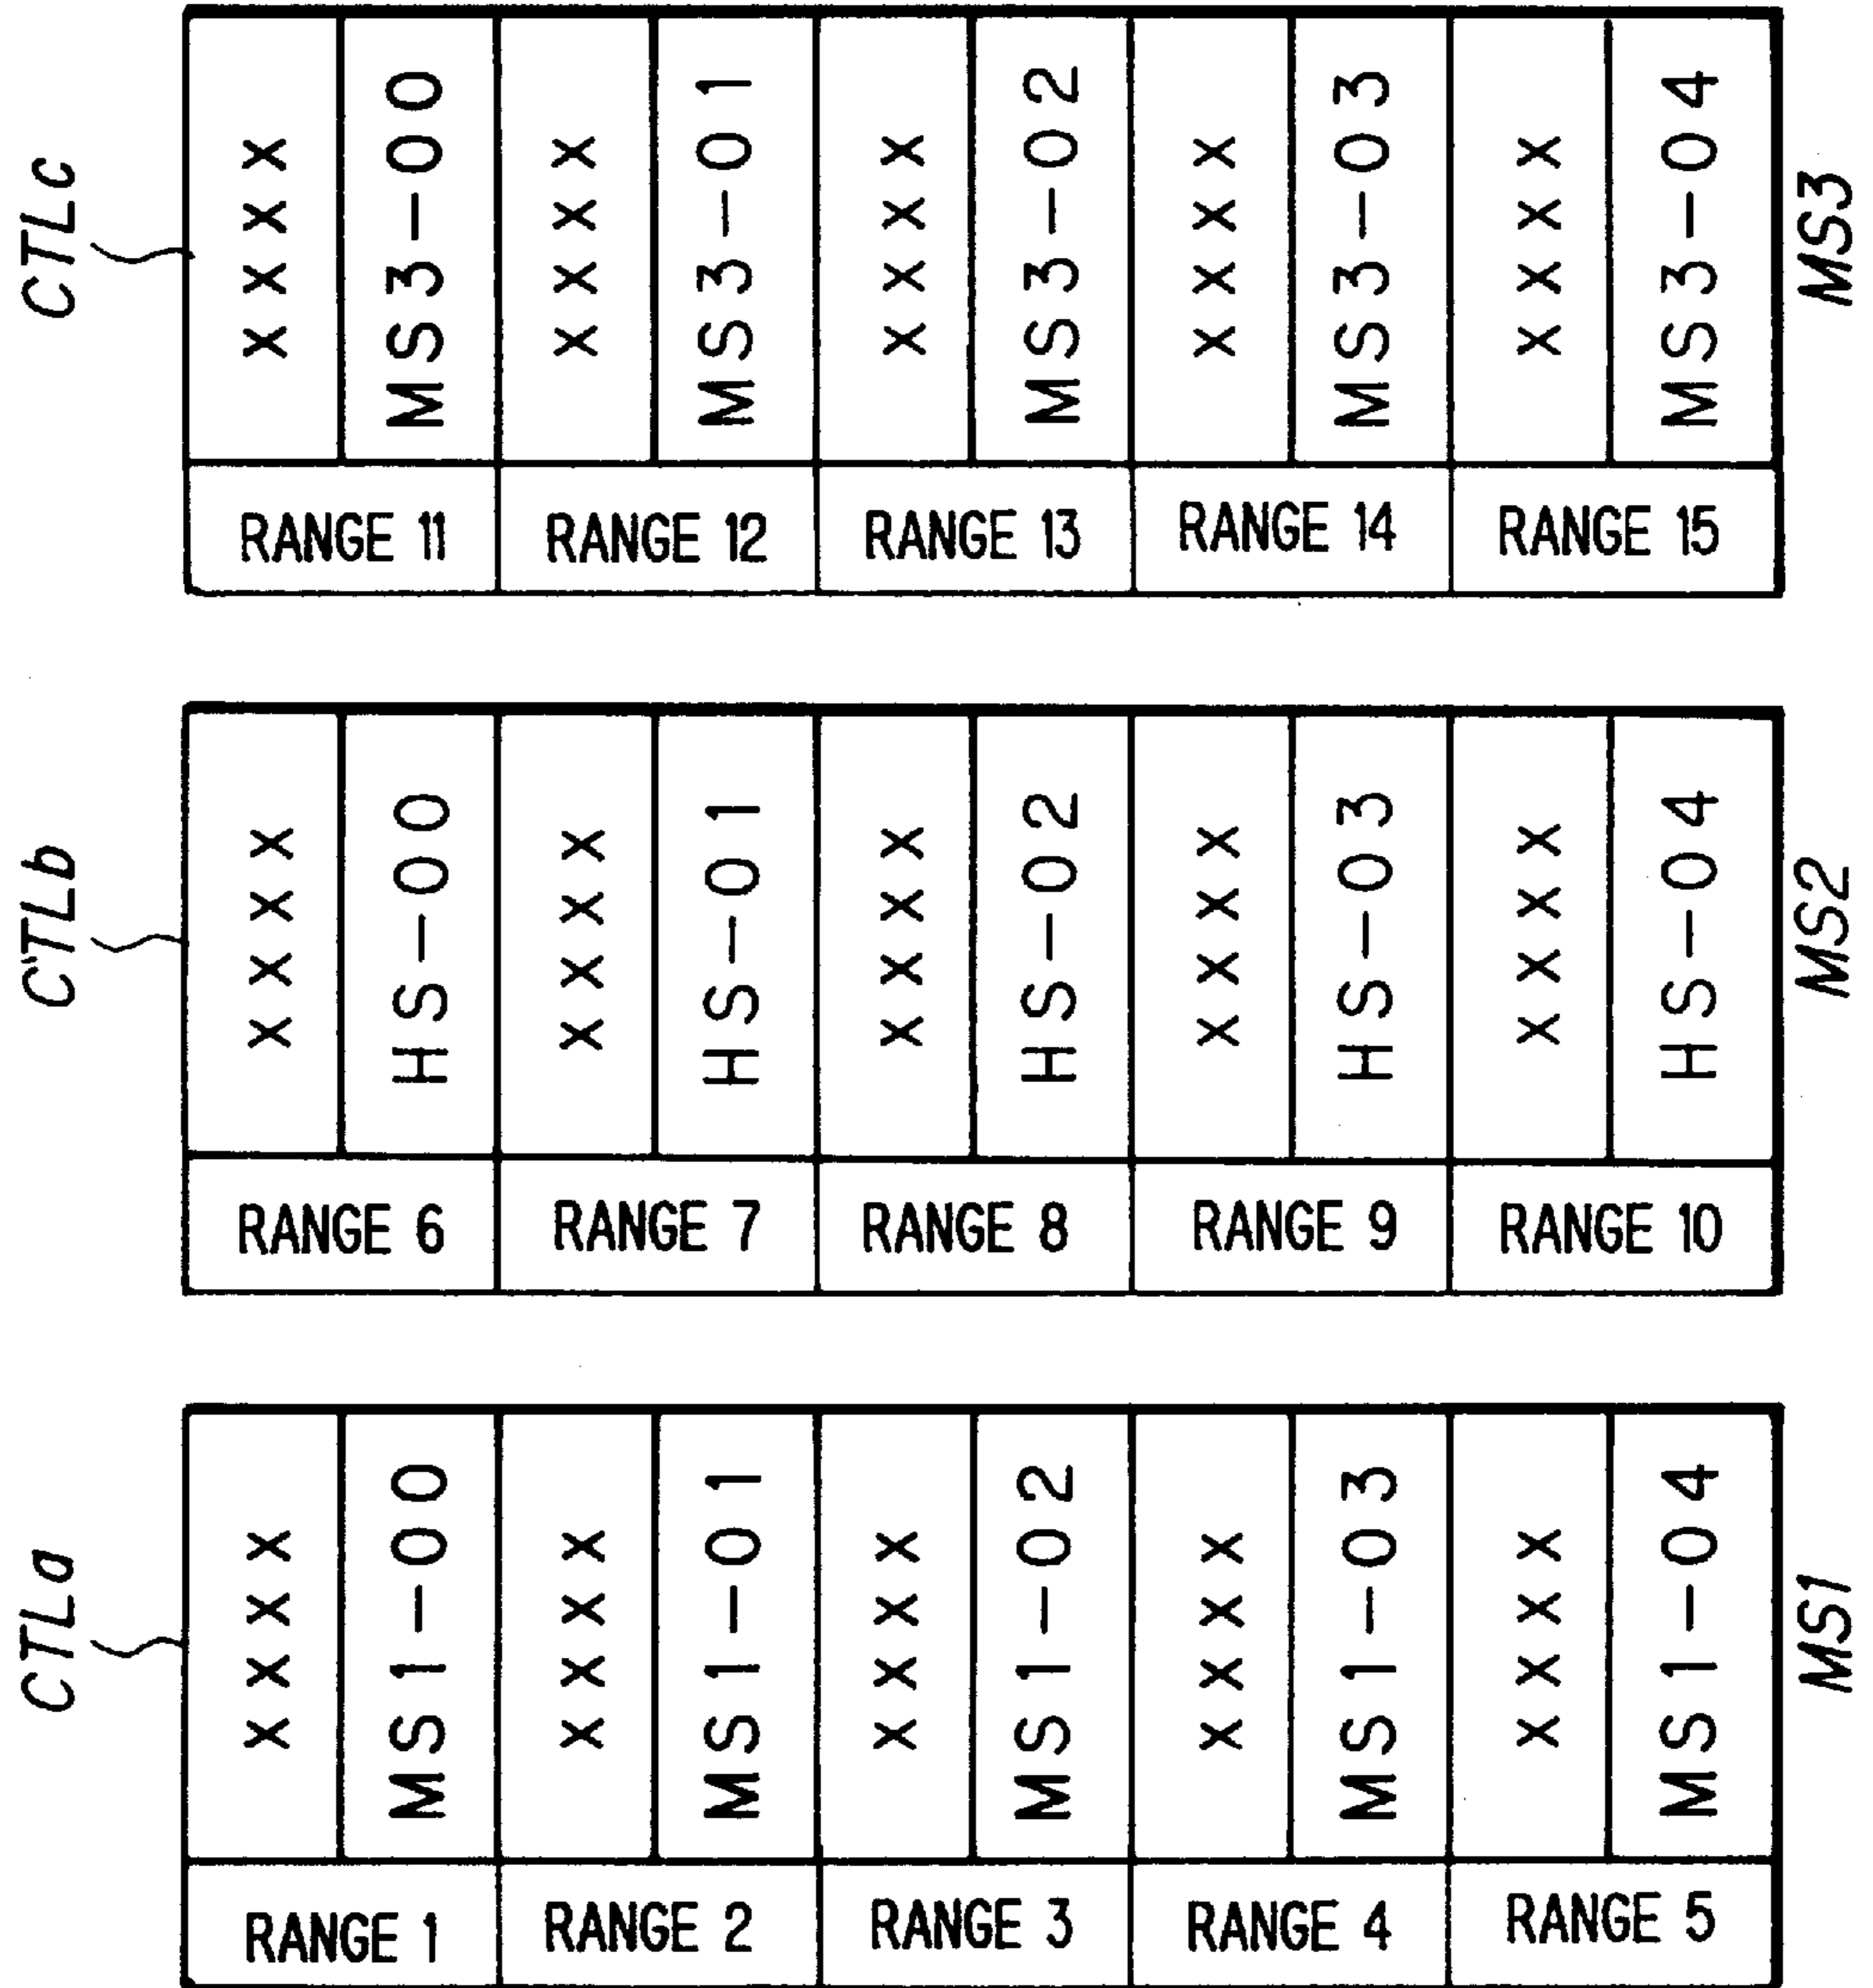 CTLa
RANGE 1
xxxx
MS1-00
RANGE 2
xxxx
MS1-01
RANGE 3
xxxx
MS1-02
RANGE 4
xxxx
MS1-03
RANGE 5
xxxx
MS1-04
MS1
CTLb
RANGE 6
xxxx
HS-00
RANGE 7
xxxx
HS-01
RANGE 8
xxxx
HS-02
RANGE 9
xxxx
HS-03
RANGE 10
xxxx
HS-04
MS2
CTLc
RANGE 11
xxxx
MS3-00
RANGE 12
xxxx
MS3-01
RANGE 13
xxxx
MS3-02
RANGE 14
xxxx
MS3-03
RANGE 15
xxxx
MS3-04
MS3